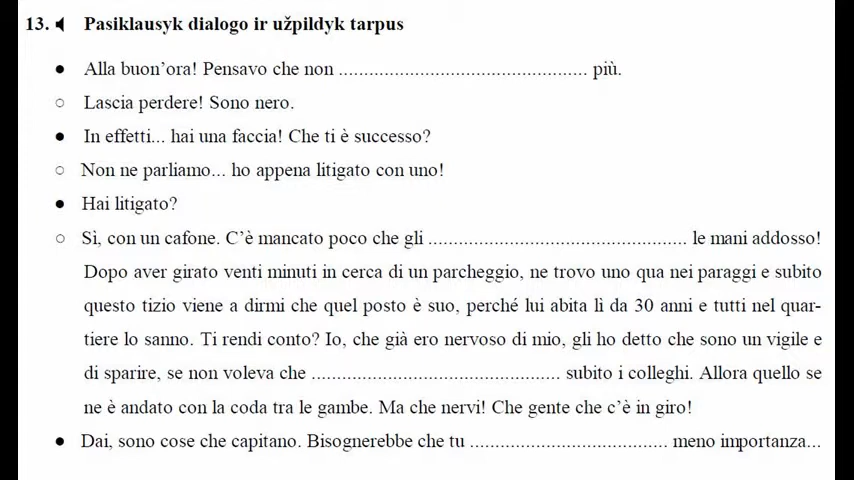 13. Pasiklausyk dialogo ir užpildyk tarpus
● Alla buon’ora! Pensavo che non ................................................. più.
○ Lascia perdere! Sono nero.
● In effetti... hai una faccia! Che ti è successo?
○ Non ne parliamo... ho appena litigato con uno!
● Hai litigato?
○ Sì, con un cafone. C’è mancato poco che gli ................................................... le mani addosso!
Dopo aver girato venti minuti in cerca di un parcheggio, ne trovo uno qua nei paraggi e subito
questo tizio viene a dirmi che quel posto è suo, perché lui abita lì da 30 anni e tutti nel quar-
tiere lo sanno. Ti rendi conto? Io, che già ero nervoso di mio, gli ho detto che sono un vigile e
di sparire, se non voleva che ................................................. subito i colleghi. Allora quello se
ne è andato con la coda tra le gambe. Ma che nervi! Che gente che c’è in giro!
● Dai, sono cose che capitano. Bisognerebbe che tu ....................................... meno importanza...